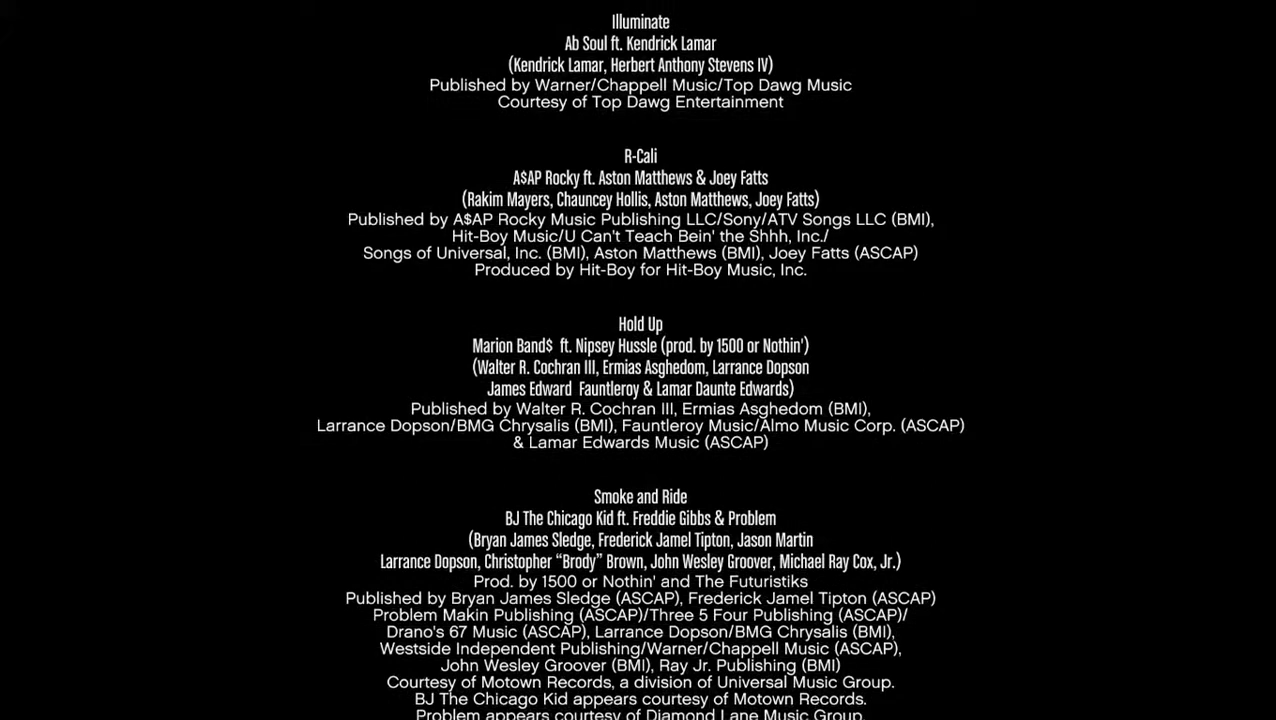 Illuminate
Ab Soul ft. Kendrick Lamar
(Kendrick Lamar, Herbert Anthony Stevens IV)
Published by Warner/Chappell Music/Top Dawg Music
Courtesy of Top Dawg Entertainment
R-Cali
A$AP Rocky ft. Aston Matthews & Joey Fatts
(Rakim Mayers, Chauncey Hollis, Aston Matthews, Joey Fatts)
Published by A$AP Rocky Music Publishing LLC/Sony/ATV Songs LLC (BMI),
Hit-Boy Music/U Can't Teach Bein' the Shhh, Inc./
Songs of Universal, Inc. (BMI), Aston Matthews (BMI), Joey Fatts (ASCAP)
Produced by Hit-Boy for Hit-Boy Music, Inc.
Hold Up
Marion Band$ ft. Nipsey Hussle (prod. by 1500 or Nothin')
(Walter R. Cochran III, Ermias Asghedom, Larrance Dopson
James Edward Fauntleroy & Lamar Daunte Edwards)
Published by Walter R. Cochran III, Ermias Asghedom (BMI),
Larrance Dopson/BMG Chrysalis (BMI), Fauntleroy Music/Almo Music Corp. (ASCAP)
& Lamar Edwards Music (ASCAP)
Smoke and Ride
BJ The Chicago Kid ft. Freddie Gibbs & Problem
(Bryan James Sledge, Frederick Jamel Tipton, Jason Martin
Larrance Dopson, Christopher “Brody” Brown, John Wesley Groover, Michael Ray Cox, Jr.)
Prod. by 1500 or Nothin' and The Futuristiks
Published by Bryan James Sledge (ASCAP), Frederick Jamel Tipton (ASCAP)
Problem Makin Publishing (ASCAP)/Three 5 Four Publishing (ASCAP)/
Drano's 67 Music (ASCAP), Larrance Dopson/BMG Chrysalis (BMI),
Westside Independent Publishing/Warner/Chappell Music (ASCAP),
John Wesley Groover (BMI), Ray Jr. Publishing (BMI)
Courtesy of Motown Records, a division of Universal Music Group.
BJ The Chicago Kid appears courtesy of Motown Records.
Problem appears courtesy of Diamond Lane Music Group.